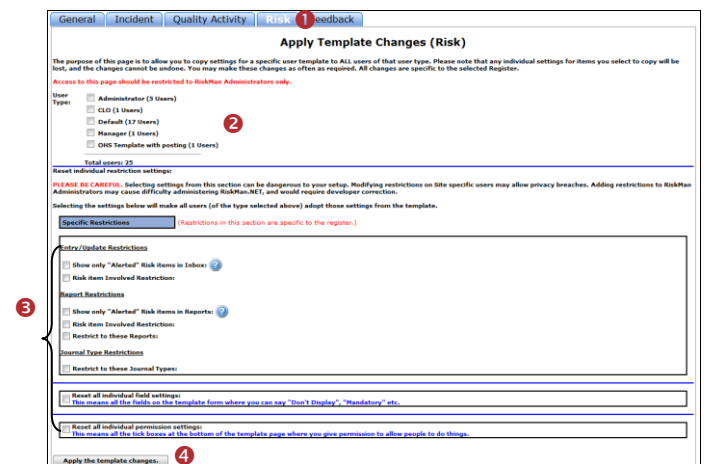 General Incident Quality Activity Risk 1 eedback
Apply Template Changes (Risk)
The purpose of this page is to allow you to copy settings for a specific user template to ALL users of that user type. Please note that any individual settings for items you select to copy will be
lost, and the changes cannot be undone. You may make these changes as often as required. All changes are specific to the selected Register.
Access to this page should be restricted to RiskMan Administrators only.
User
Type:
Administrator (5 Users)
CLO (1 Users)
Default (17 Users)
2
Manager (1 Users)
OHS Template with posting (1 Users)
Total users: 25
Reset individual restriction settings:
PLEASE BE CAREFUL. Selecting settings from this section can be dangerous to your setup. Modifying restrictions on Site specific users may allow privacy breaches. Adding restrictions to RiskMan
Administrators may cause difficulty administering RiskMan.NET, and would require developer correction.
Selecting the settings below will make all users (of the type selected above) adopt those settings from the template.
Specific Restrictions (Restrictions in this section are specific to the register.)
Entry/Update Restrictions
Show only "Alerted" Risk items in Inbox: ?
Risk item Involved Restriction:
Report Restrictions
3
Show only "Alerted" Risk items in Reports: ?
Risk item Involved Restriction:
Restrict to these Reports:
Journal Type Restrictions
Restrict to these Journal Types:
Reset all individual field settings:
This means all the fields on the template form where you can say "Don't Display", "Mandatory" etc.
Reset all individual permission settings:
This means all the tick boxes at the bottom of the template page where you give permission to allow people to do things.
Apply the template changes. 4